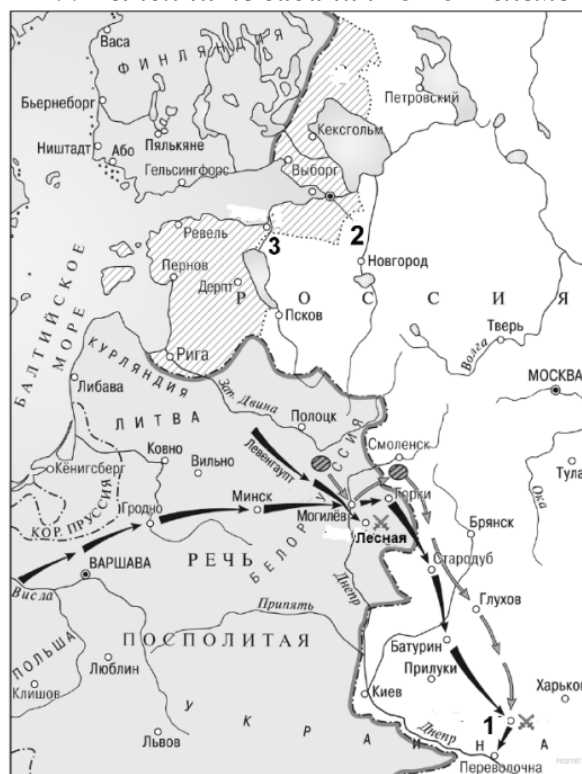 Васа
ФИНЛЯНДИЯ
Бьернеборг
Петровский
Кексгольм
Ништадт
Або
Пялькяне
Гельсингфорс
Выборг
Ревель
3
2
Новгород
Пернов
Дерпт
РОССИЯ
Псков
БАЛТИЙСКОЕ
МОРЕ
Рига
Тверь
Волга
КУРЛЯНДИЯ
Либава
Зап. Двина
МОСКВА
ЛИТВА
Полоцк
Смоленск
Ковно
Вильно
Левенгаупт
Кёнигсберг
Тула
Ока
КОР. ПРУССИЯ
Гродно
Минск
Могилёв
Горки
БЕЛОРУССИЯ
Лесная
Брянск
ВАРШАВА
РЕЧЬ
Стародуб
Висла
Днепр
Припять
Глухов
ПОСПОЛИТАЯ
ПОЛЬША
Люблин
Батурин
Прилуки
Клишов
Киев
Харьков
1
Львов
УКРАИНА
Днепр
Переволочна